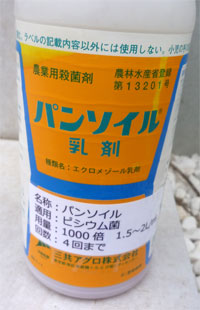 ラベルの記載内容以外には使用しない。小児の
農業用殺菌剤
農林水産省登録
第13201号
パンソイル
乳剤
種類名：エクロメゾール乳剤
名称：パンソイル
適用：ピシウム菌
用量：1000倍 1.5～2L/
回数：4回まで
三共アグロ株式会社